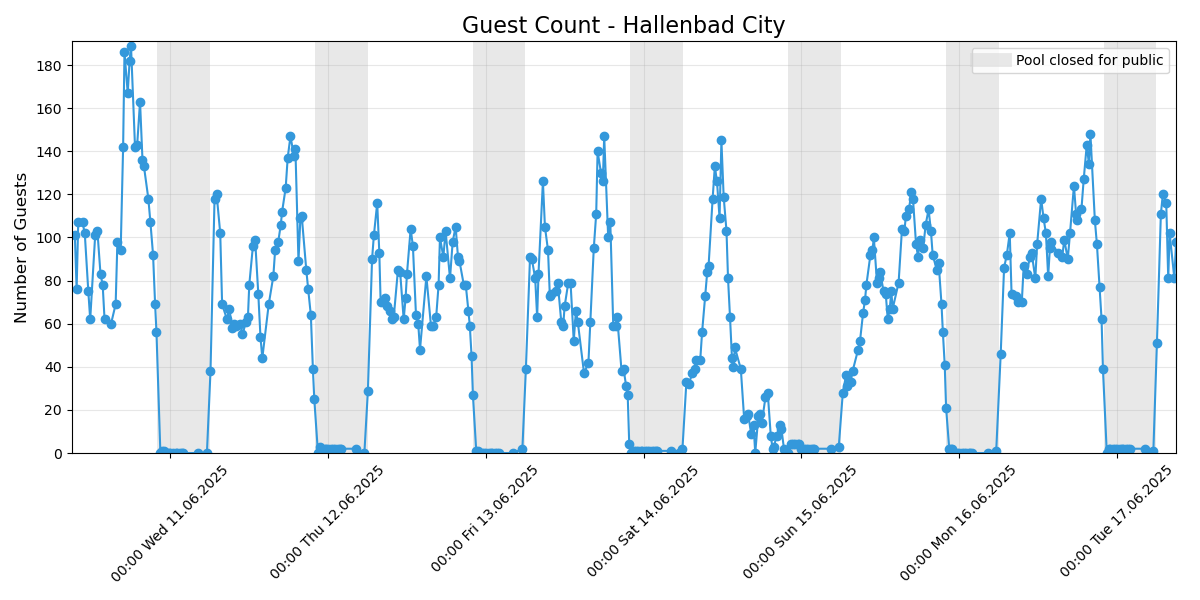 Guest Count - Hallenbad City
Pool closed for public
Number of Guests
180
160
140
120
100
80
60
40
20
0
00:00 Wed 11.06.2025
00:00 Thu 12.06.2025
00:00 Fri 13.06.2025
00:00 Sat 14.06.2025
00:00 Sun 15.06.2025
00:00 Mon 16.06.2025
00:00 Tue 17.06.2025